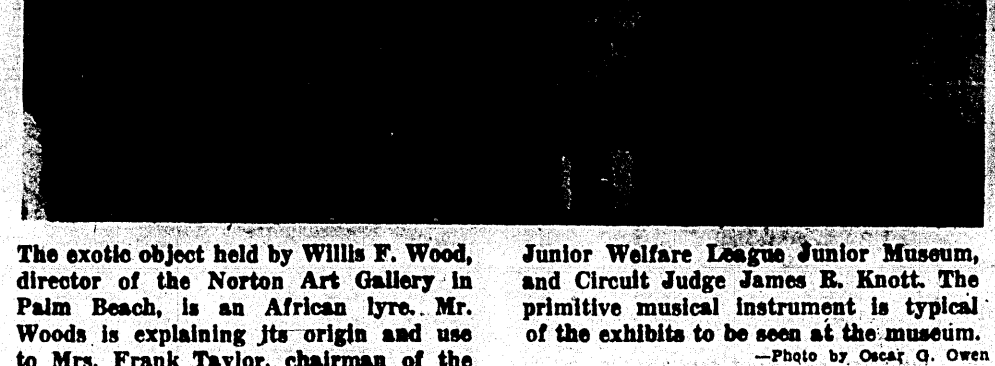 The exotic object held by Willis F. Wood,
director of the Norton Art Gallery in
Palm Beach, is an African lyre. Mr.
Woods is explaining its origin and use
to Mrs. Frank Taylor, chairman of the
Junior Welfare League Junior Museum,
and Circuit Judge James R. Knott. The
primitive musical instrument is typical
of the exhibits to be seen at the museum.
—Photo by Oscar G. Owen